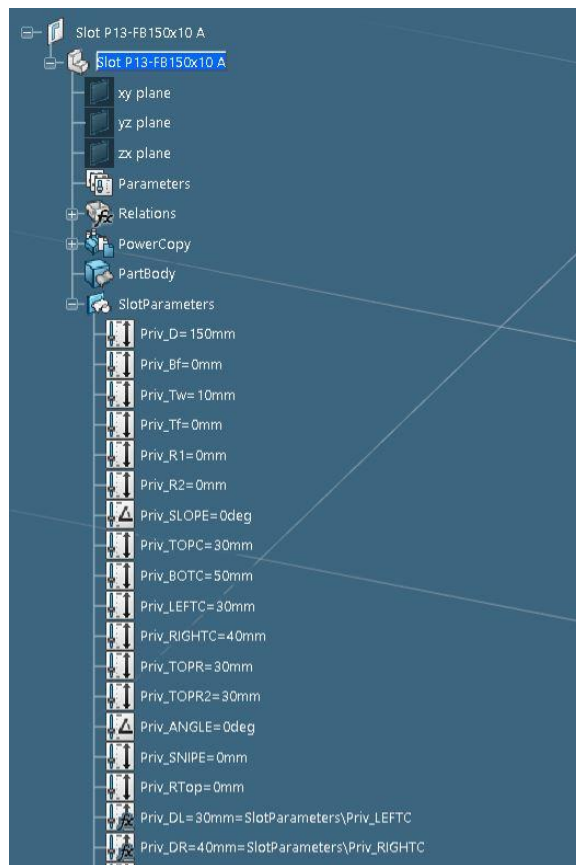 Slot P13-FB150x10 A
Slot P13-FB150x10 A
xy plane
yz plane
zx plane
Parameters
Relations
PowerCopy
PartBody
SlotParameters
Priv_D=150mm
Priv_Bf=0mm
Priv_Tw=10mm
Priv_Tf=0mm
Priv_R1=0mm
Priv_R2=0mm
Priv_SLOPE=0deg
Priv_TOPC=30mm
Priv_BOTC=50mm
Priv_LEFTC=30mm
Priv_RIGHTC=40mm
Priv_TOPR=30mm
Priv_TOPR2=30mm
Priv_ANGLE=0deg
Priv_SNIPE=0mm
Priv_RTop=0mm
Priv_DL=30mm=SlotParameters\Priv_LEFTC
Priv_DR=40mm=SlotParameters\Priv_RIGHTC